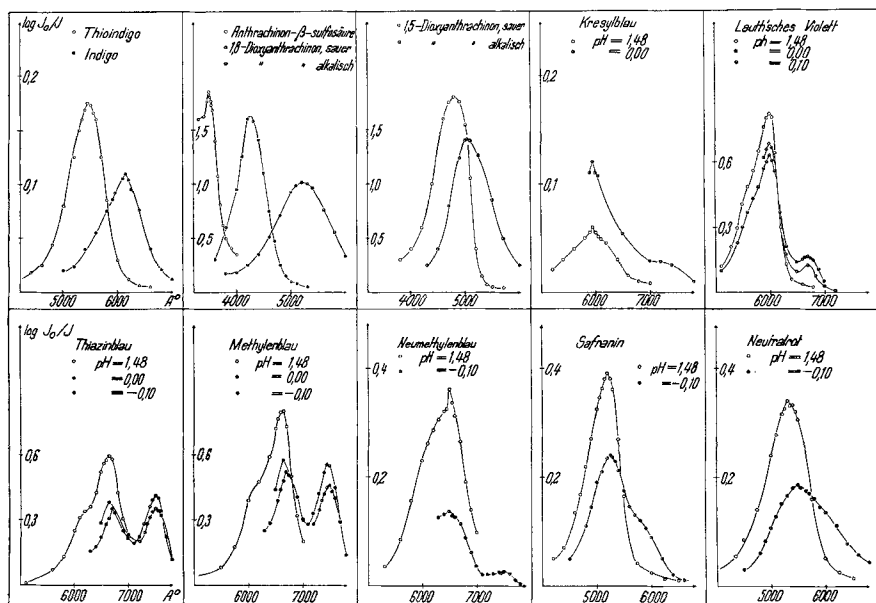 log J₀/J
○ Thioindigo
• Indigo
0,2
0,1
5000 6000 A°
○ Anthrachinon-β-sulfosäure
1,8-Dioxyanthrachinon, sauer
• " " alkalisch
1,5
1,0
0,5
4000 5000
○ 1,5-Dioxyanthrachinon, sauer
• " " alkalisch
1,5
1,0
0,5
4000 5000
Kresylblau
○ pH = 1,48
• = 0,00
0,2
0,1
6000 7000
Lauth'sches Violett
○ ph = 1,48
• = 0,00
• = 0,10
0,6
0,3
6000 7000
log J₀/J
Thiazinblau
○ pH = 1,48
• = 0,00
• = −0,10
0,6
0,3
6000 7000 A°
Methylenblau
○ pH = 1,48
• = 0,00
• = −0,10
0,6
0,3
6000 7000
Neumethylenblau
○ pH = 1,48
• = −0,10
0,4
0,2
6000 7000
Safranin
○ pH = 1,48
• = −0,10
0,4
0,2
5000 6000
Neutralrot
○ pH = 1,48
• = −0,10
0,4
0,2
5000 6000